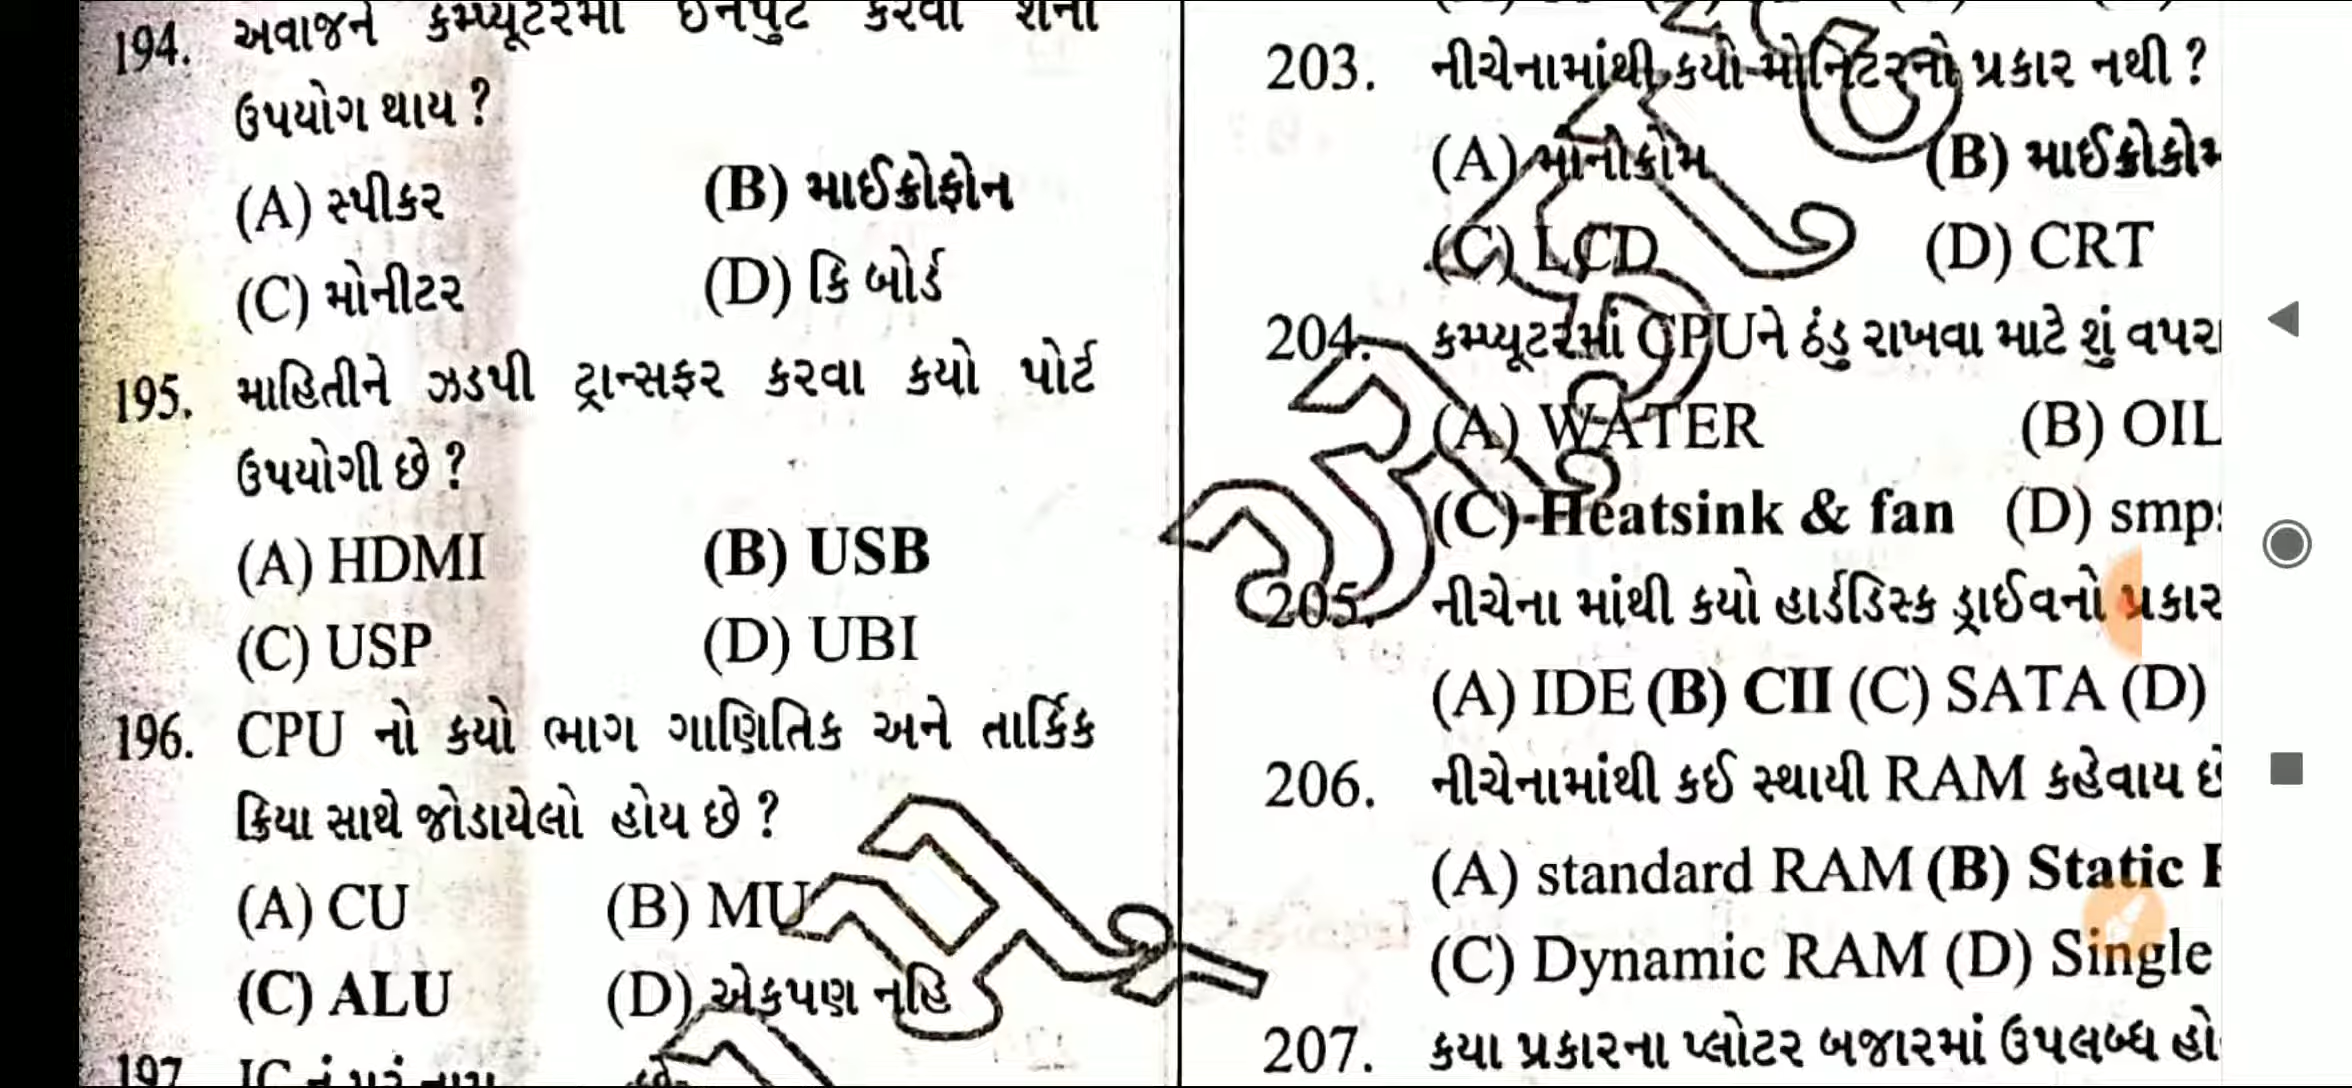 194. અવાજને કમ્પ્યૂટરમાં ઈનપુટ કરવા શેનો
ઉપયોગ થાય ?
(A) સ્પીકર (B) માઈક્રોફોન
(C) મોનીટર (D) કિ બોર્ડ
195. માહિતીને ઝડપી ટ્રાન્સફર કરવા કયો પોર્ટ
ઉપયોગી છે ?
(A) HDMI (B) USB
(C) USP (D) UBI
196. CPU નો કયો ભાગ ગાણિતિક અને તાર્કિક
ક્રિયા સાથે જોડાયેલો હોય છે ?
(A) CU (B) MU
(C) ALU (D) એકપણ નહિ
197
203. નીચેનામાંથી કયો મોનિટરનો પ્રકાર નથી ?
(A) મોનોક્રોમ (B)
(C) LCD (D) CRT
204. કમ્પ્યૂટરમાં CPUને ઠંડુ રાખવા માટે શું
(A) WATER (B) OIL
(C) Heatsink & fan (D) smps
205. નીચેના માંથી કયો હાર્ડડિસ્ક ડ્રાઈવનો પ્રકાર
(A) IDE (B) CII (C) SATA (D)
206. નીચેનામાંથી કઈ સ્થાયી RAM કહેવાય છે
(A) standard RAM (B) Static
(C) Dynamic RAM (D) Single
207. કયા પ્રકારના પ્લોટર બજારમાં ઉપલબ્ધ